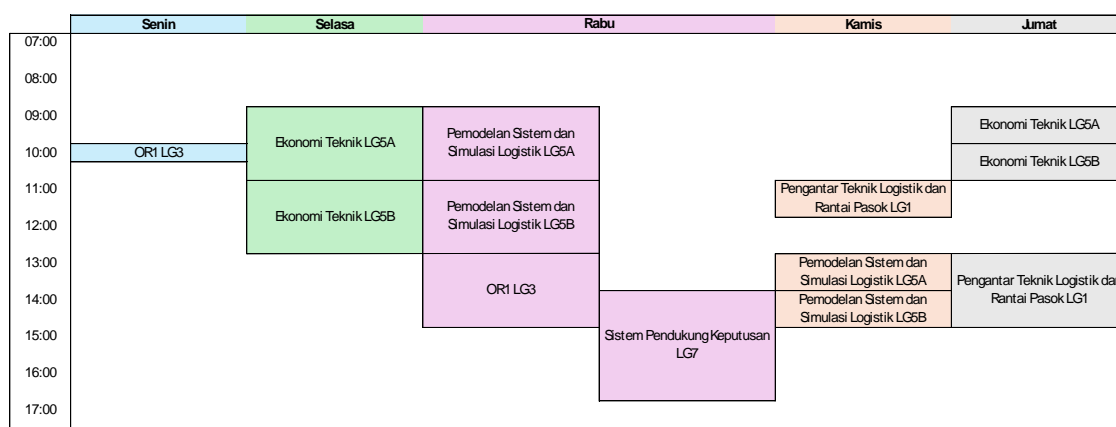 Senin Selasa Rabu Kamis Jumat
07:00
08:00
09:00
10:00
11:00
12:00
13:00
14:00
15:00
16:00
17:00
OR1 LG3
Ekonomi Teknik LG5A
Ekonomi Teknik LG5B
Pemodelan Sistem dan
Simulasi Logistik LG5A
Pemodelan Sistem dan
Simulasi Logistik LG5B
OR1 LG3
Sistem Pendukung Keputusan
LG7
Pengantar Teknik Logistik dan
Rantai Pasok LG1
Pemodelan Sistem dan
Simulasi Logistik LG5A
Pemodelan Sistem dan
Simulasi Logistik LG5B
Ekonomi Teknik LG5A
Ekonomi Teknik LG5B
Pengantar Teknik Logistik dan
Rantai Pasok LG1